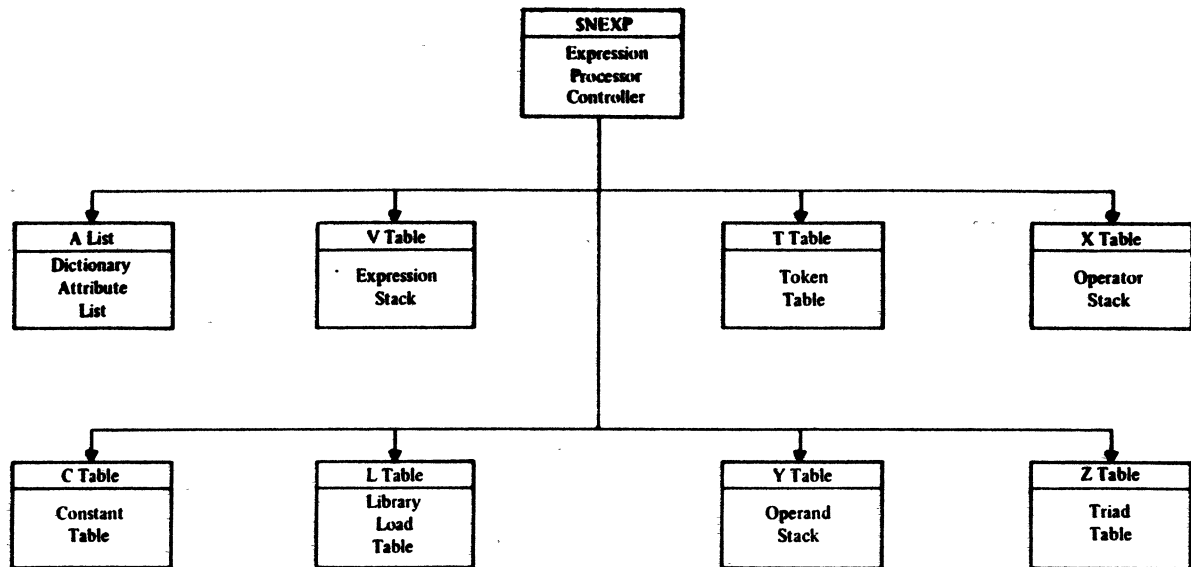 $NEXP
Expression
Processor
Controller
A List
Dictionary
Attribute
List
V Table
Expression
Stack
T Table
Token
Table
X Table
Operator
Stack
C Table
Constant
Table
L Table
Library
Load
Table
Y Table
Operand
Stack
Z Table
Triad
Table